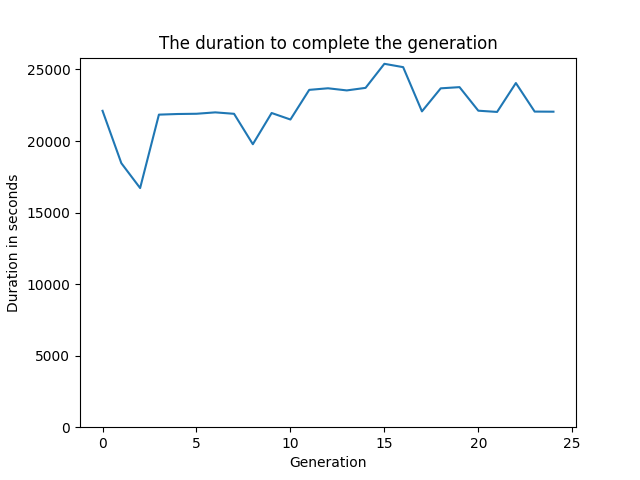 The duration to complete the generation
25000
20000
15000
10000
5000
0
Duration in seconds
0 5 10 15 20 25
Generation